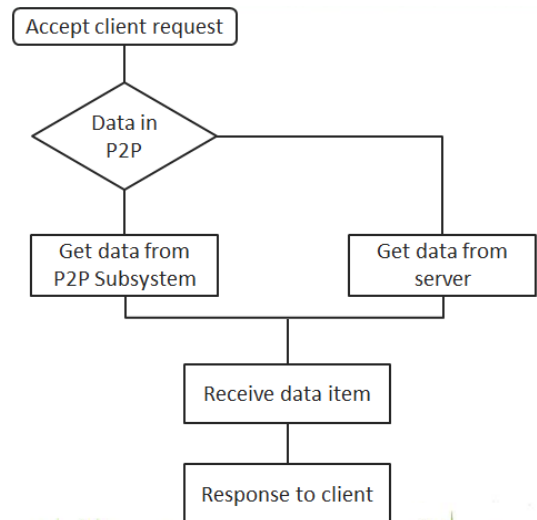 Accept client request
Data in
P2P
Get data from
P2P Subsystem
Get data from
server
Receive data item
Response to client